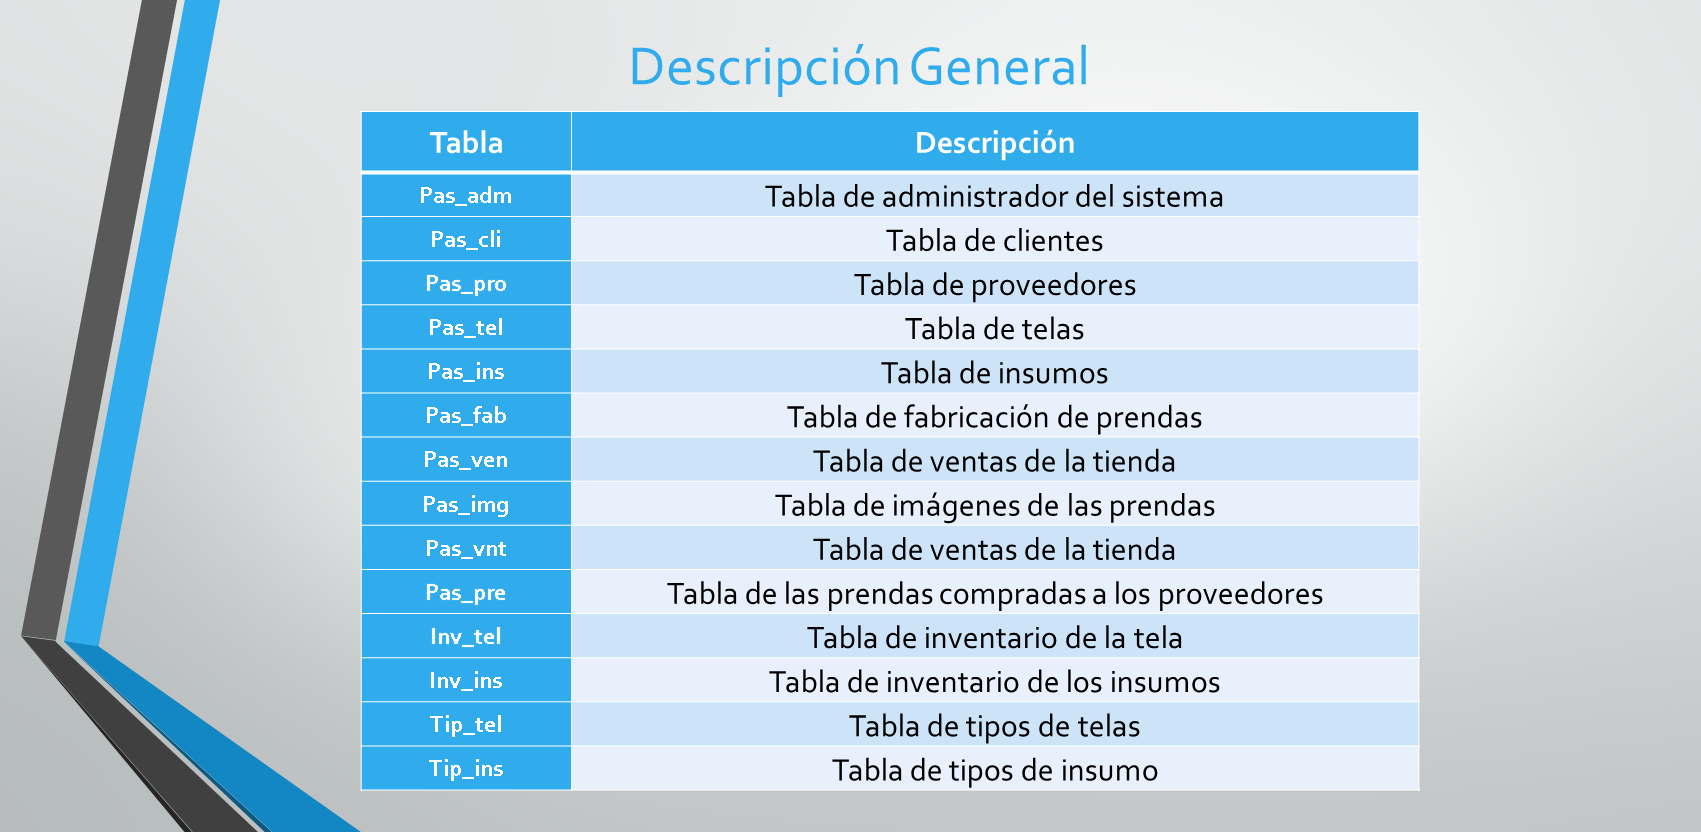 Descripción General
Tabla Descripción
Pas_adm Tabla de administrador del sistema
Pas_cli Tabla de clientes
Pas_pro Tabla de proveedores
Pas_tel Tabla de telas
Pas_ins Tabla de insumos
Pas_fab Tabla de fabricación de prendas
Pas_ven Tabla de ventas de la tienda
Pas_img Tabla de imágenes de las prendas
Pas_vnt Tabla de ventas de la tienda
Pas_pre Tabla de las prendas compradas a los proveedores
Inv_tel Tabla de inventario de la tela
Inv_ins Tabla de inventario de los insumos
Tip_tel Tabla de tipos de telas
Tip_ins Tabla de tipos de insumo